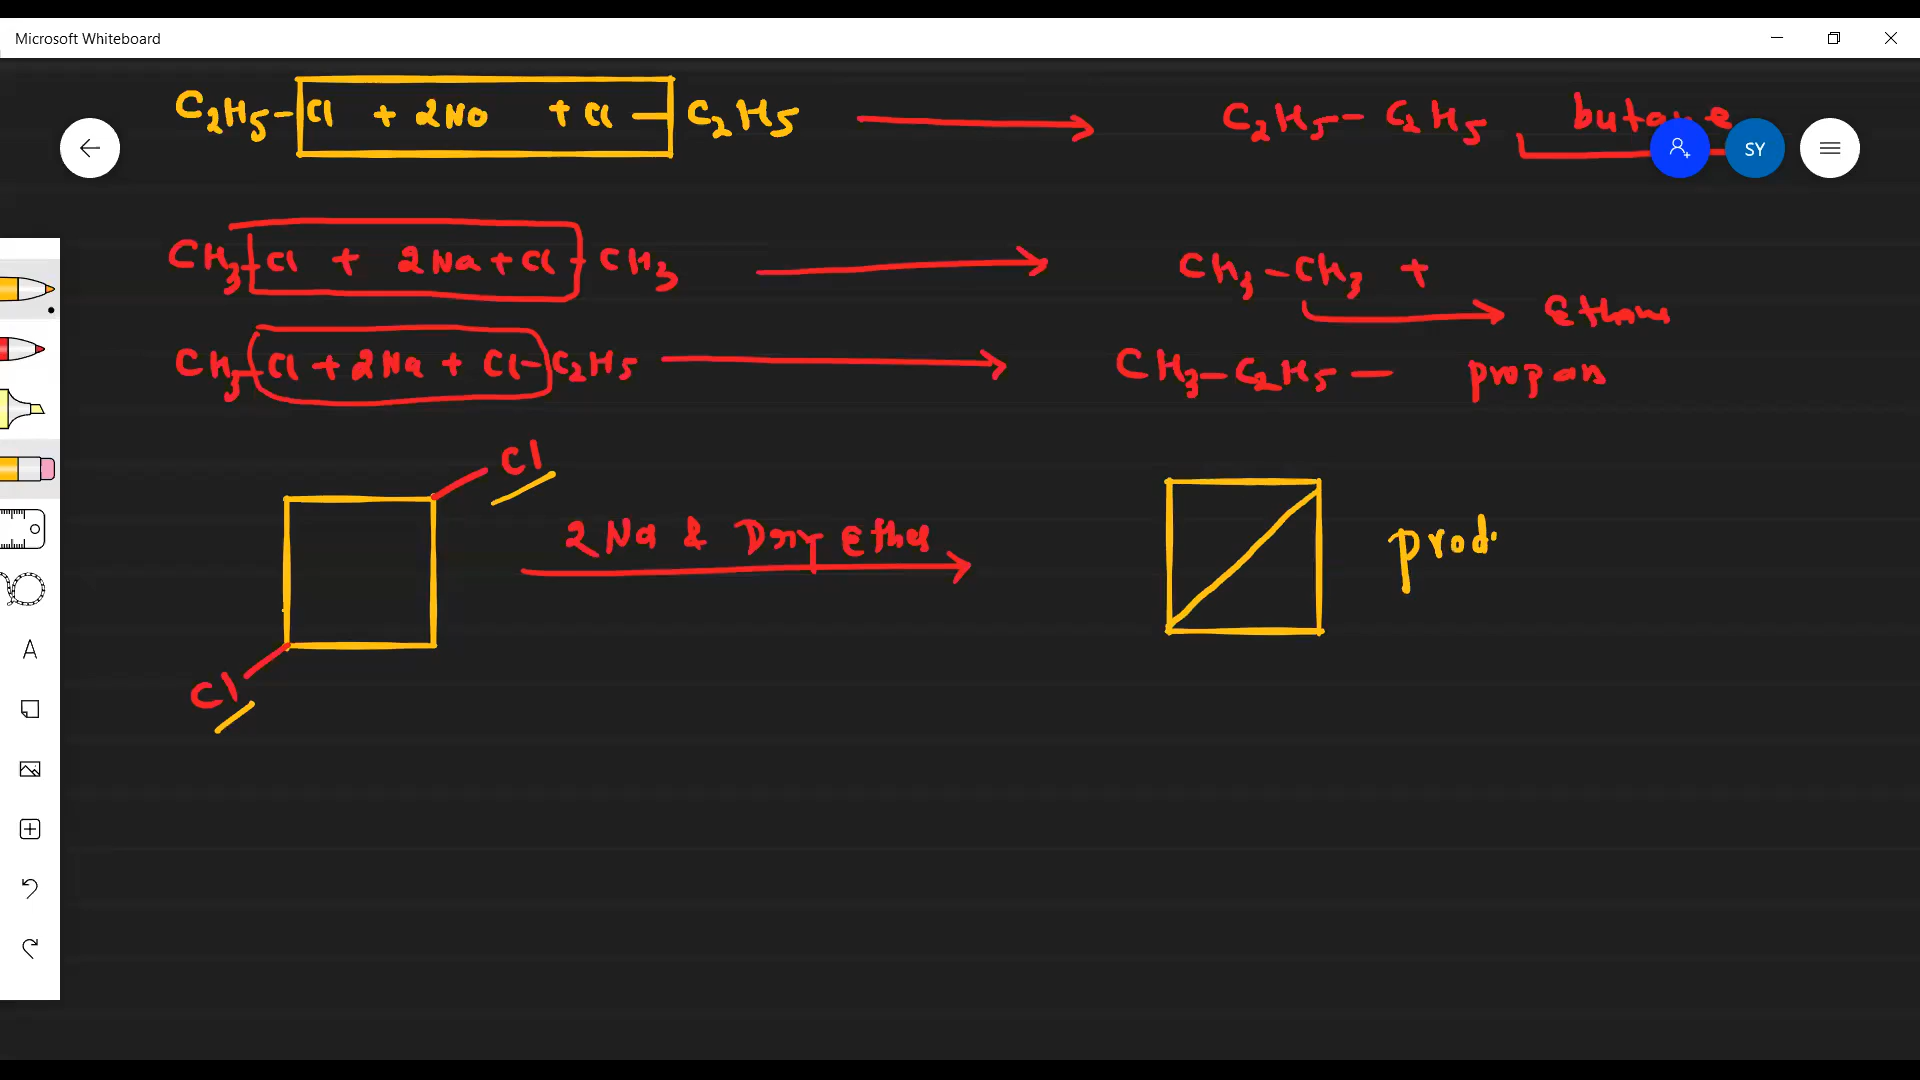 Microsoft Whiteboard
C2H5-Cl + 2Na + Cl-C2H5 → C2H5-C2H5 butane
SY
CH3-Cl + 2Na + Cl-CH3 → CH3-CH3 +
→ Ethane
CH3-Cl + 2Na + Cl-C2H5 → CH3-C2H5 - propan
Cl
2Na & Dry Ether
prod
Cl
A